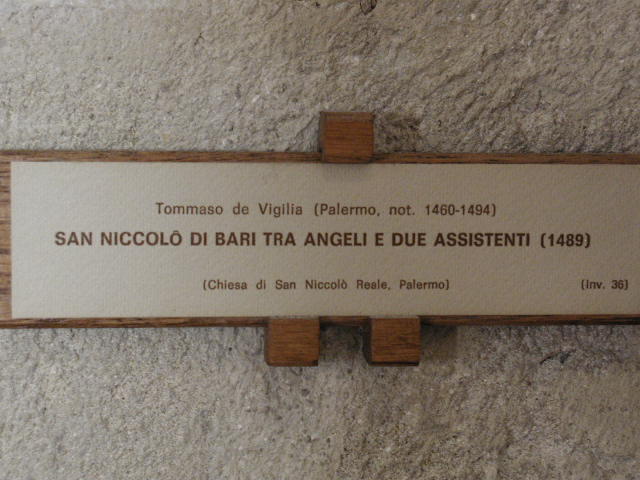 Tommaso de Vigilia (Palermo, not. 1460-1494)
SAN NICCOLÔ DI BARI TRA ANGELI E DUE ASSISTENTI (1489)
(Chiesa di San Niccolò Reale, Palermo) (inv. 36)